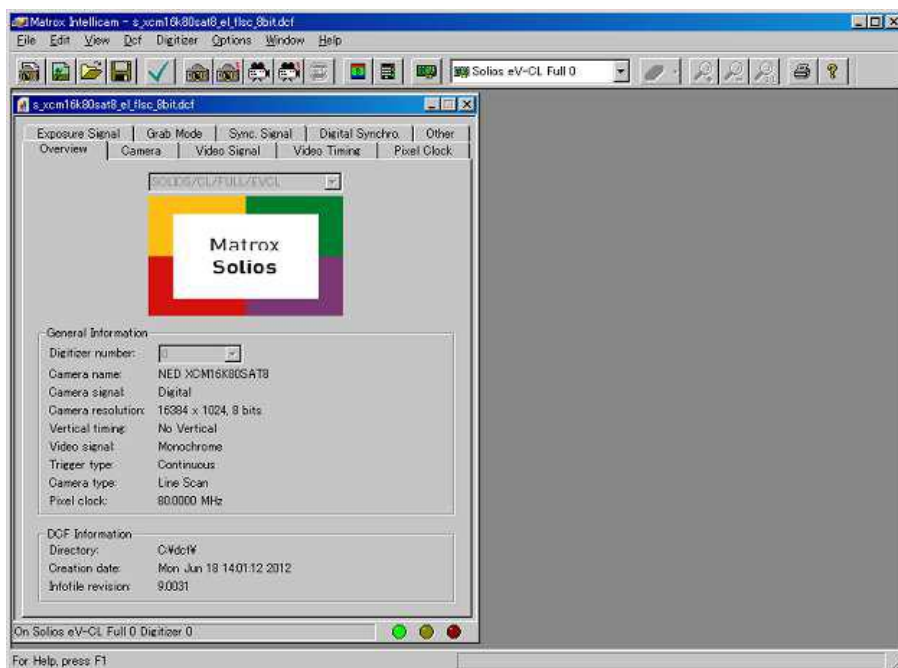 Matrox Intellicam - s_xcm16k80sat8_el_flsc_8bit.dcf
File Edit View Dcf Digitizer Options Window Help
Solios eV-CL Full 0
s_xcm16k80sat8_el_flsc_8bit.dcf
Exposure Signal Grab Mode Sync. Signal Digital Synchro. Other
Overview Camera Video Signal Video Timing Pixel Clock
SOLIOS/CL/FULL/EVCL
Matrox
Solios
General Information
Digitizer number: 0
Camera name: NED XCM16K80SAT8
Camera signal: Digital
Camera resolution: 16384 x 1024, 8 bits
Vertical timing: No Vertical
Video signal: Monochrome
Trigger type: Continuous
Camera type: Line Scan
Pixel clock: 80.0000 MHz
DCF Information
Directory: C:¥dcf¥
Creation date: Mon Jun 18 14:01:12 2012
Infofile revision: 9.0031
On Solios eV-CL Full 0 Digitizer 0
For Help, press F1